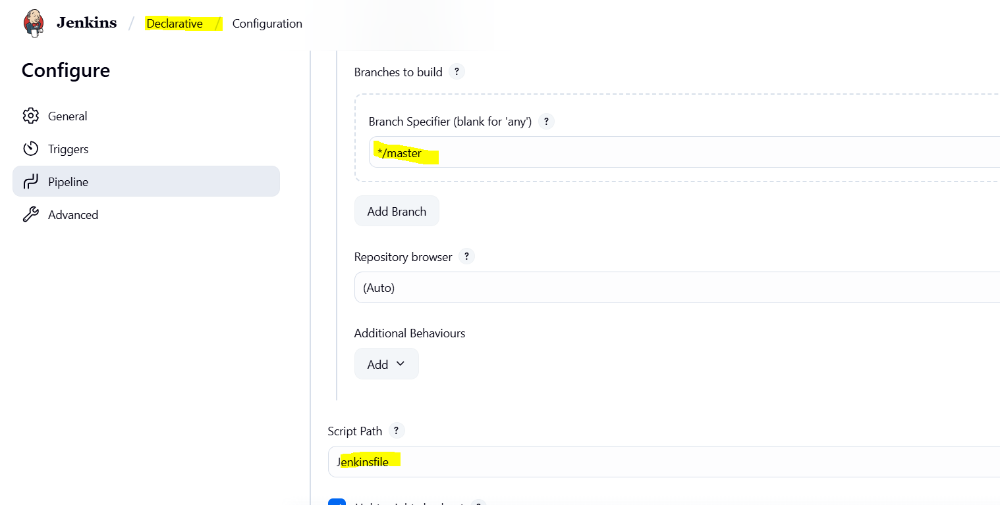 Jenkins / Declarative / Configuration
Configure
General
Triggers
Pipeline
Advanced
Branches to build ?
Branch Specifier (blank for 'any') ?
*/master
Add Branch
Repository browser ?
(Auto)
Additional Behaviours
Add
Script Path ?
Jenkinsfile